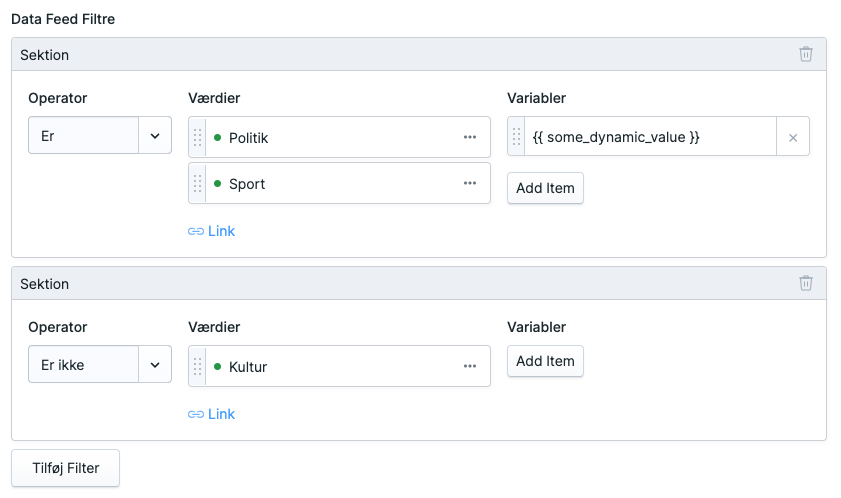 Data Feed Filtre
Sektion
Operator Værdier Variabler
Er Politik ... {{ some_dynamic_value }} ×
Sport ... Add Item
Link
Sektion
Operator Værdier Variabler
Er ikke Kultur ... Add Item
Link
Tilføj Filter